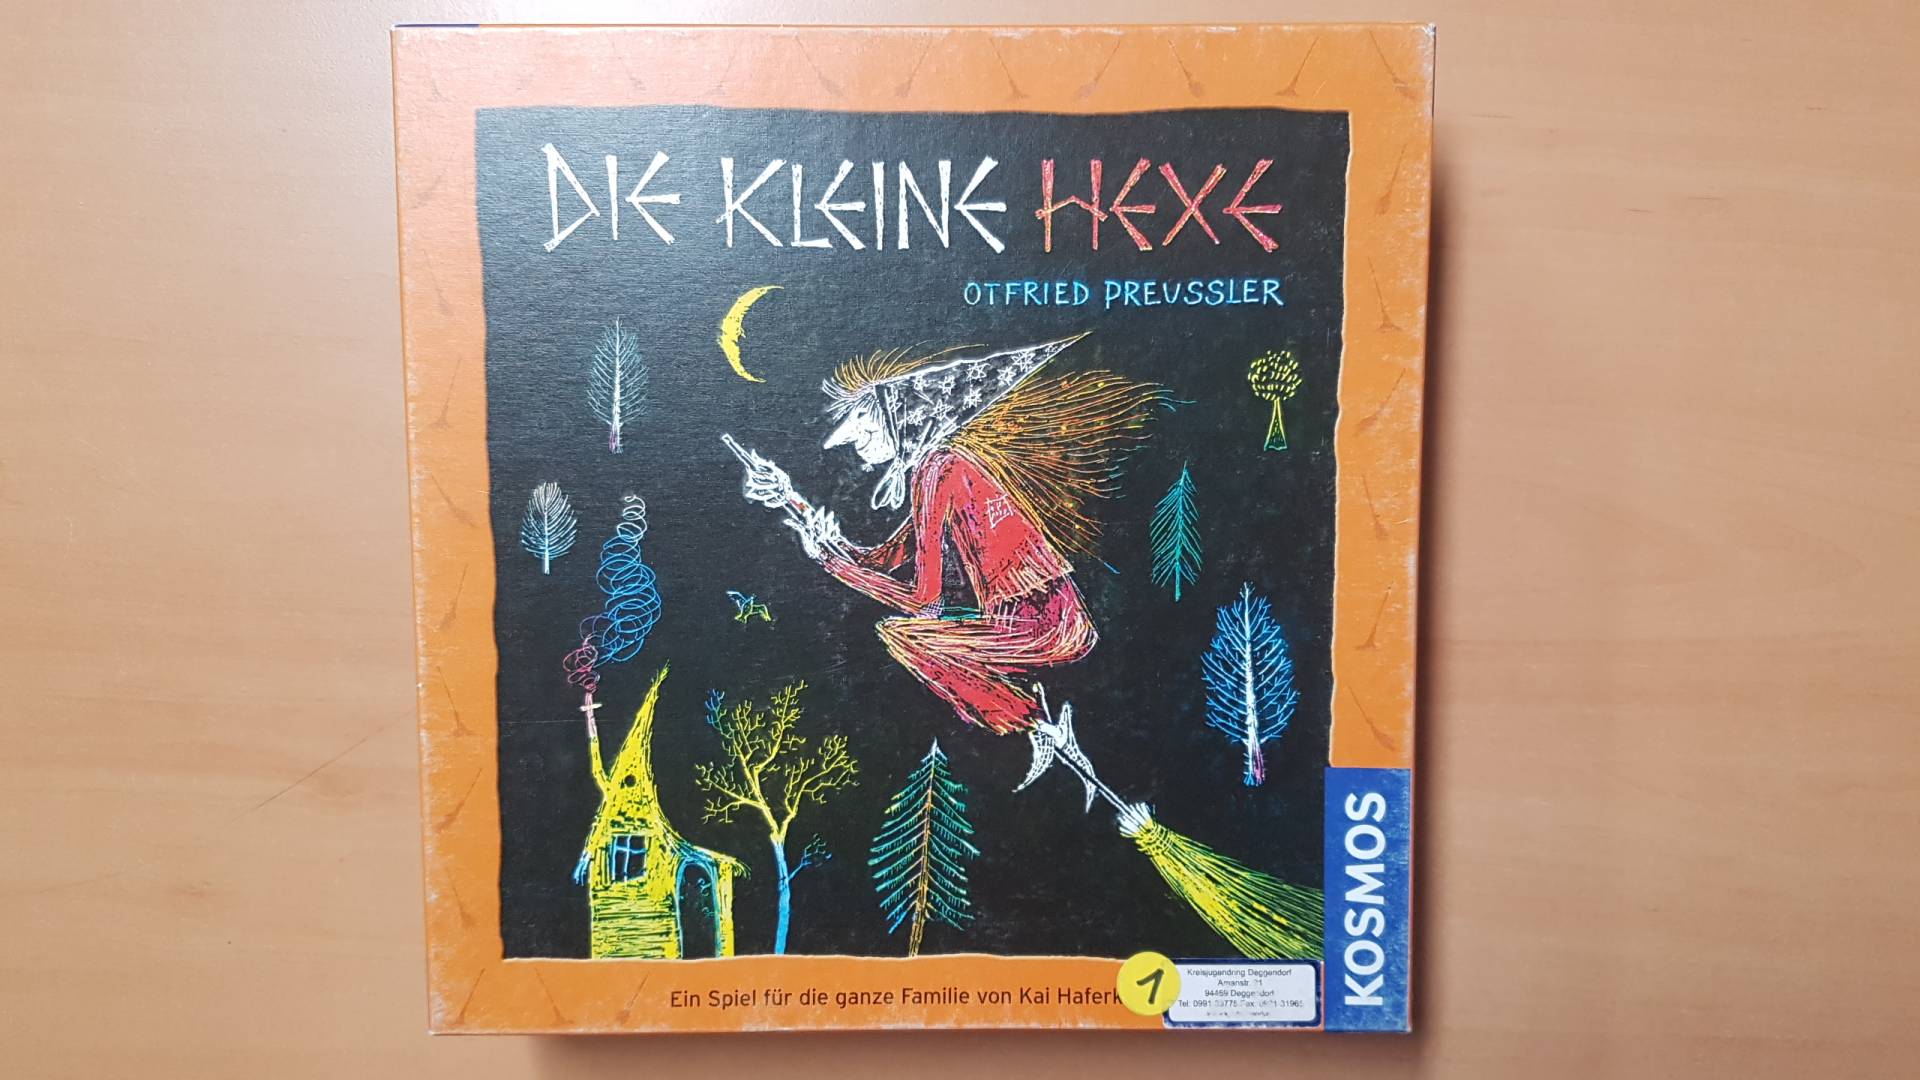 DIE KLEINE HEXE
OTFRIED PREUSSLER
Ein Spiel für die ganze Familie von Kai Haferk
1
Kreisjugendring Deggendorf
94469 Deggendorf
KOSMOS